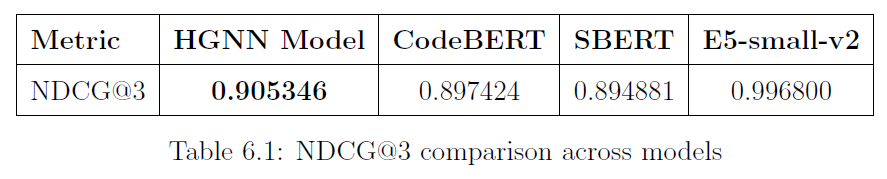 Metric HGNN Model CodeBERT SBERT E5-small-v2
NDCG@3 0.905346 0.897424 0.894881 0.996800
Table 6.1: NDCG@3 comparison across models